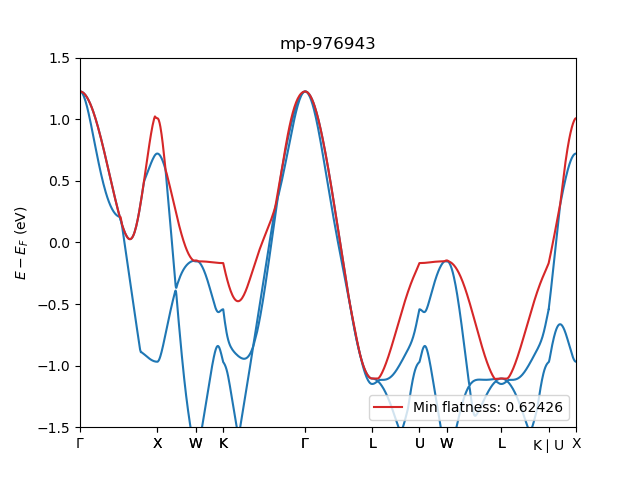 mp-976943
1.5
1.0
0.5
0.0
−0.5
−1.0
−1.5
E − E_F (eV)
Min flatness: 0.62426
Γ X W K Γ L U W L K | U X